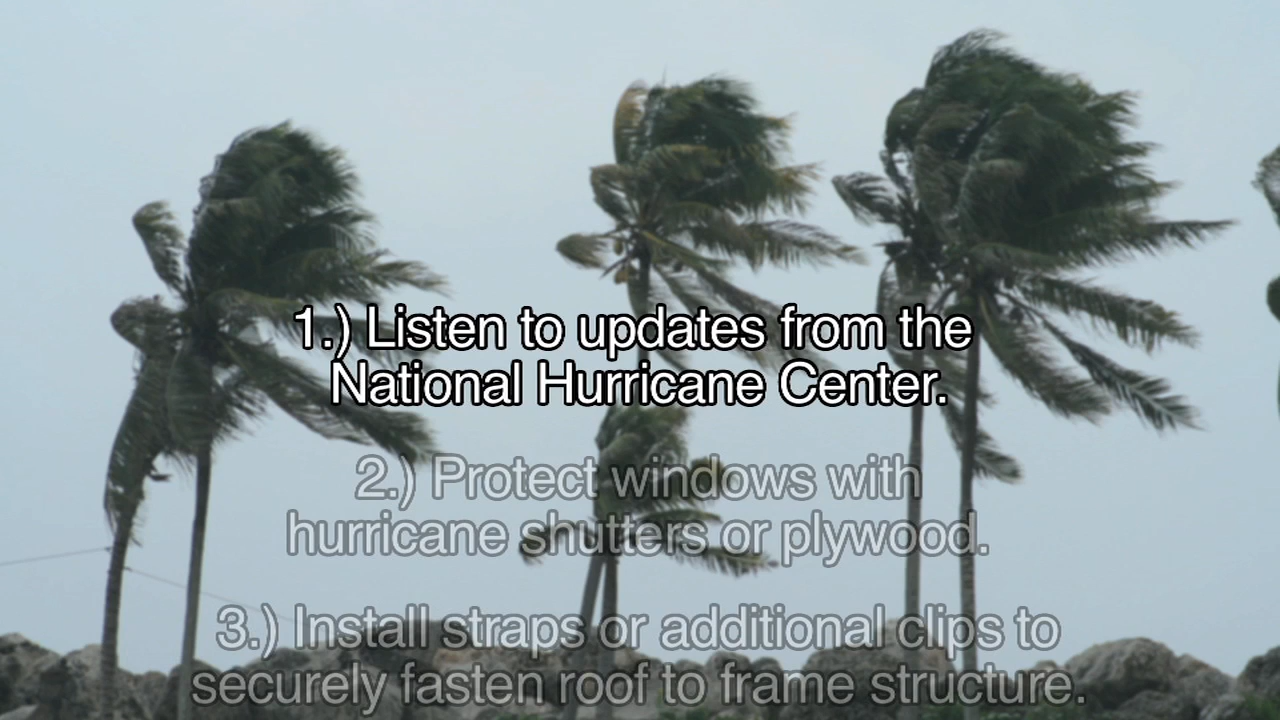 1.) Listen to updates from the
National Hurricane Center.
2.) Protect windows with
hurricane shutters or plywood.
3.) Install straps or additional clips to
securely fasten roof to frame structure.